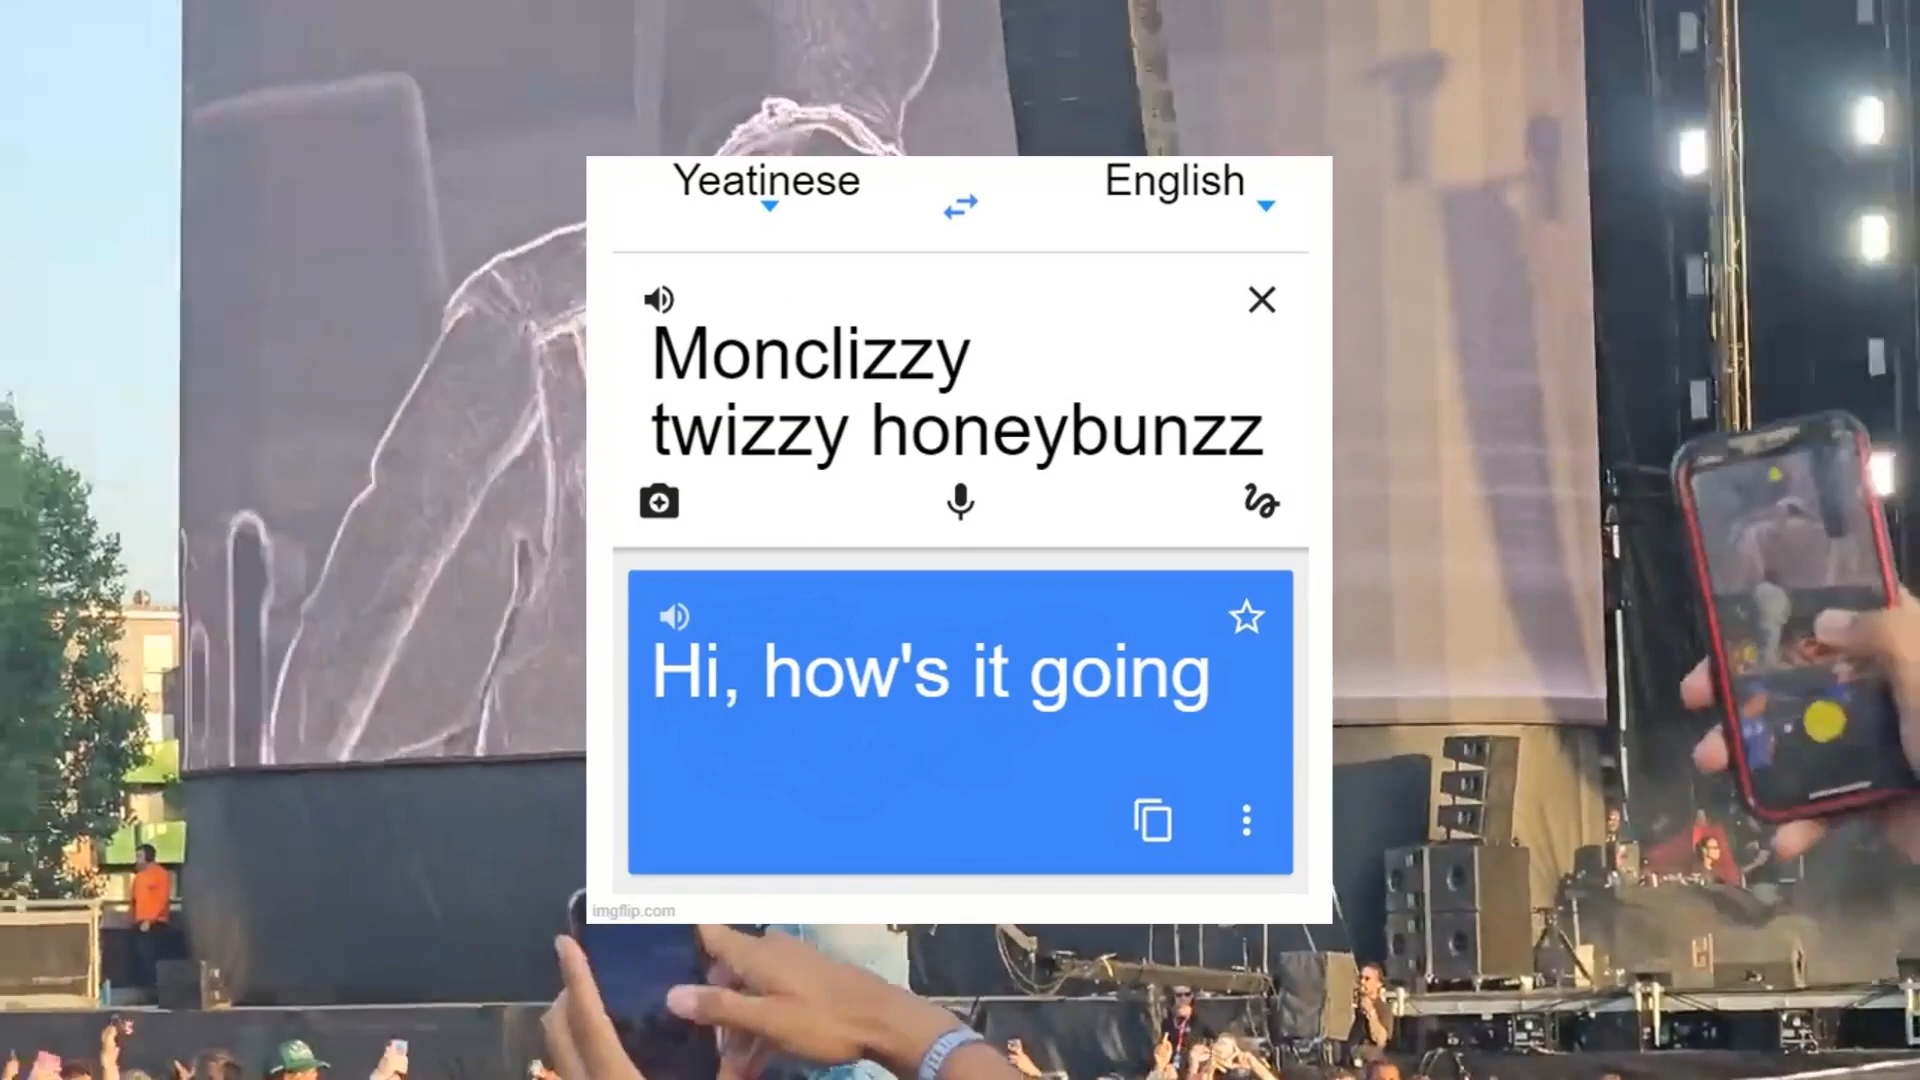 Yeatinese
English
Monclizzy
twizzy honeybunzz
Hi, how's it going
imgflip.com